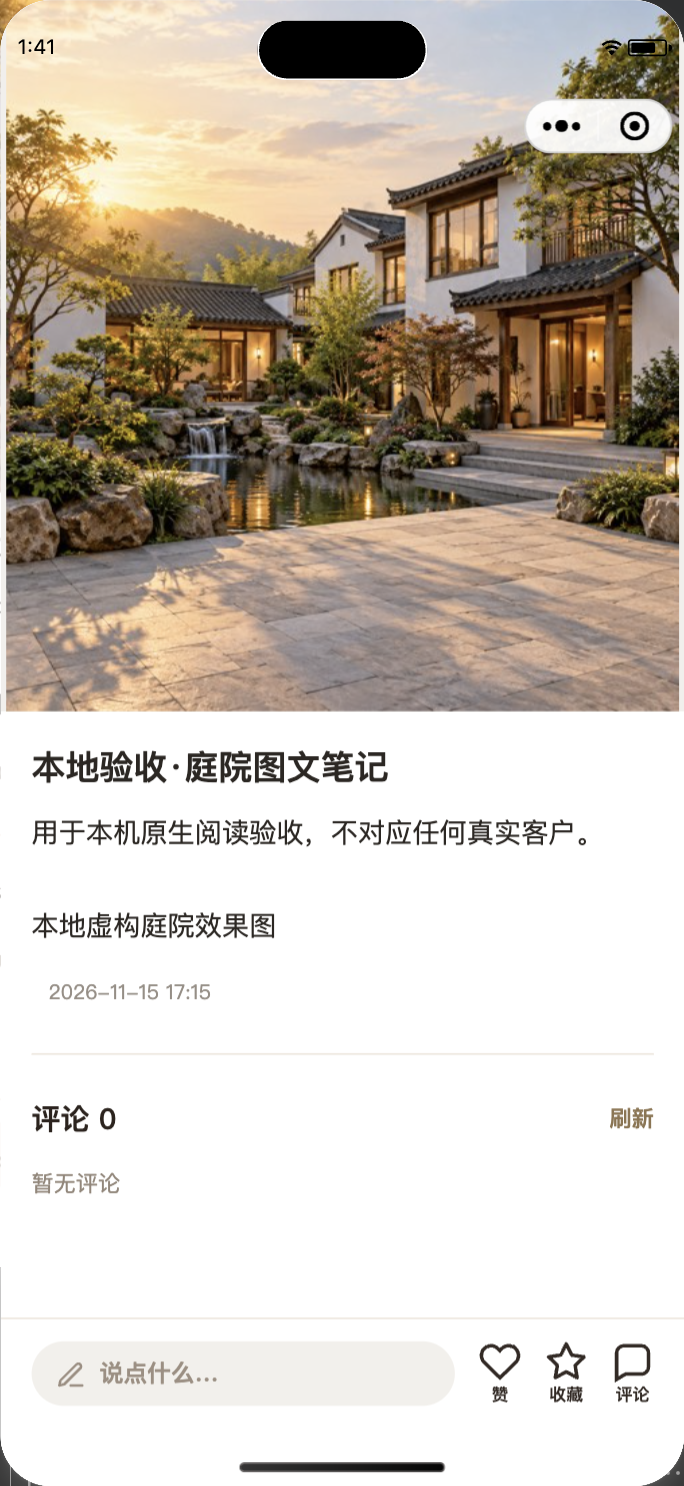 1:41
本地验收·庭院图文笔记
用于本机原生阅读验收，不对应任何真实客户。
本地虚构庭院效果图
2026-11-15 17:15
评论 0
刷新
暂无评论
说点什么...
赞
收藏
评论